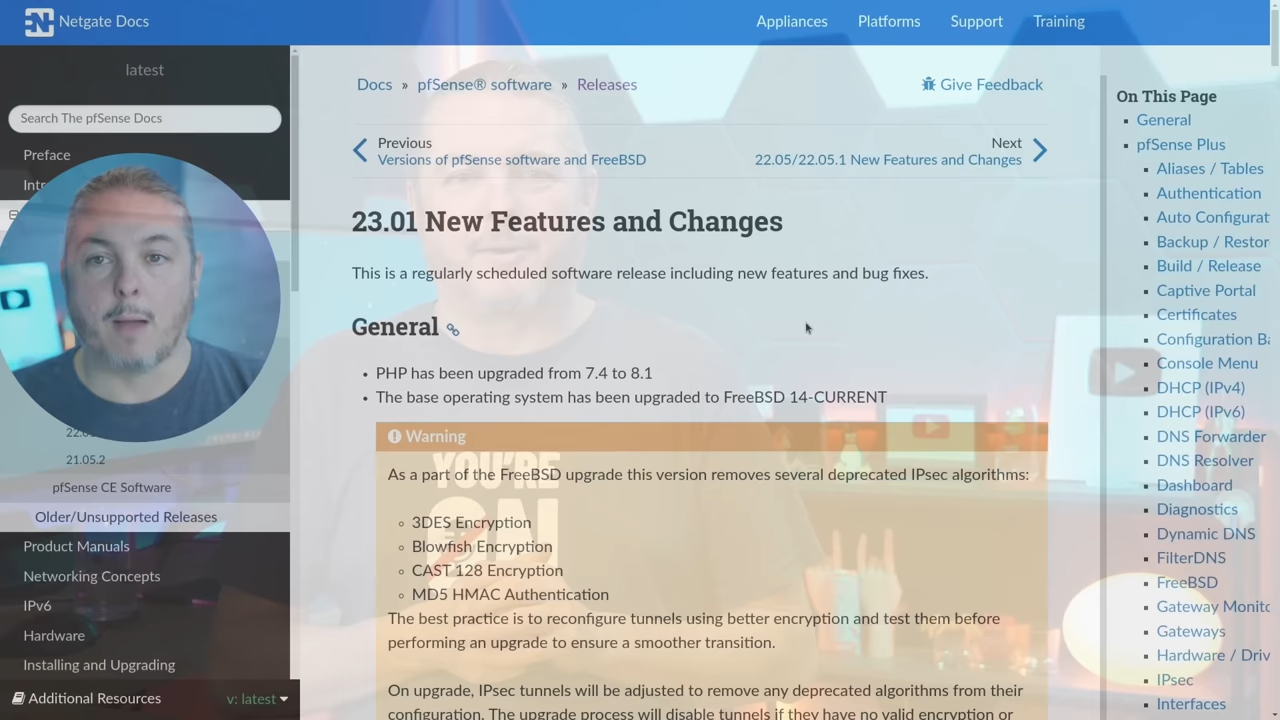 Netgate Docs
Appliances
Platforms
Support
Training
latest
Search The pfSense Docs
Preface
21.05.2
pfSense CE Software
Older/Unsupported Releases
Product Manuals
Networking Concepts
IPv6
Hardware
Installing and Upgrading
Additional Resources
v: latest
Docs » pfSense® software » Releases
Give Feedback
Previous
Versions of pfSense software and FreeBSD
Next
22.05/22.05.1 New Features and Changes
23.01 New Features and Changes
This is a regularly scheduled software release including new features and bug fixes.
General
• PHP has been upgraded from 7.4 to 8.1
• The base operating system has been upgraded to FreeBSD 14-CURRENT
Warning
As a part of the FreeBSD upgrade this version removes several deprecated IPsec algorithms:
3DES Encryption
Blowfish Encryption
CAST 128 Encryption
MD5 HMAC Authentication
The best practice is to reconfigure tunnels using better encryption and test them before
performing an upgrade to ensure a smoother transition.
On upgrade, IPsec tunnels will be adjusted to remove any deprecated algorithms from their
configuration. The upgrade process will disable tunnels if they have no valid encryption or
YOU'RE
On This Page
General
pfSense Plus
Aliases / Tables
Authentication
Auto Configurat
Backup / Restor
Build / Release
Captive Portal
Certificates
Configuration Ba
Console Menu
DHCP (IPv4)
DHCP (IPv6)
DNS Forwarder
DNS Resolver
Dashboard
Diagnostics
Dynamic DNS
FilterDNS
FreeBSD
Gateway Monito
Gateways
Hardware / Driv
IPsec
Interfaces